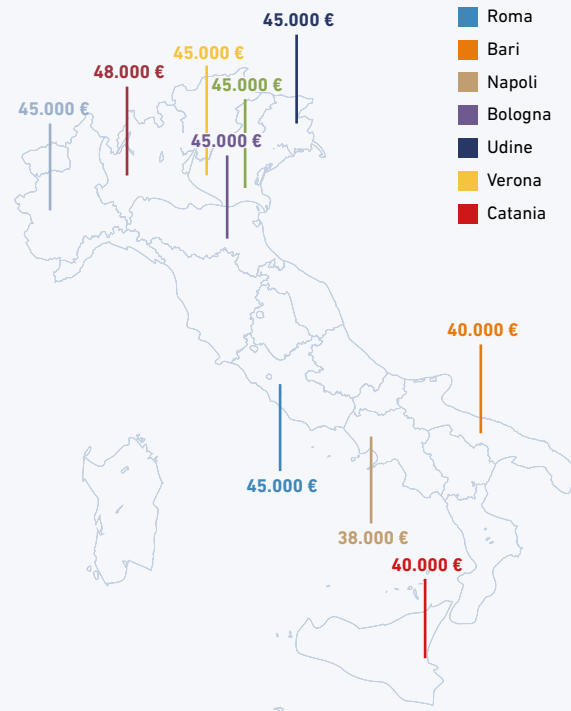 45.000 €
45.000 €
48.000 €
45.000 €
45.000 €
45.000 €
40.000 €
45.000 €
38.000 €
40.000 €
Roma
Bari
Napoli
Bologna
Udine
Verona
Catania